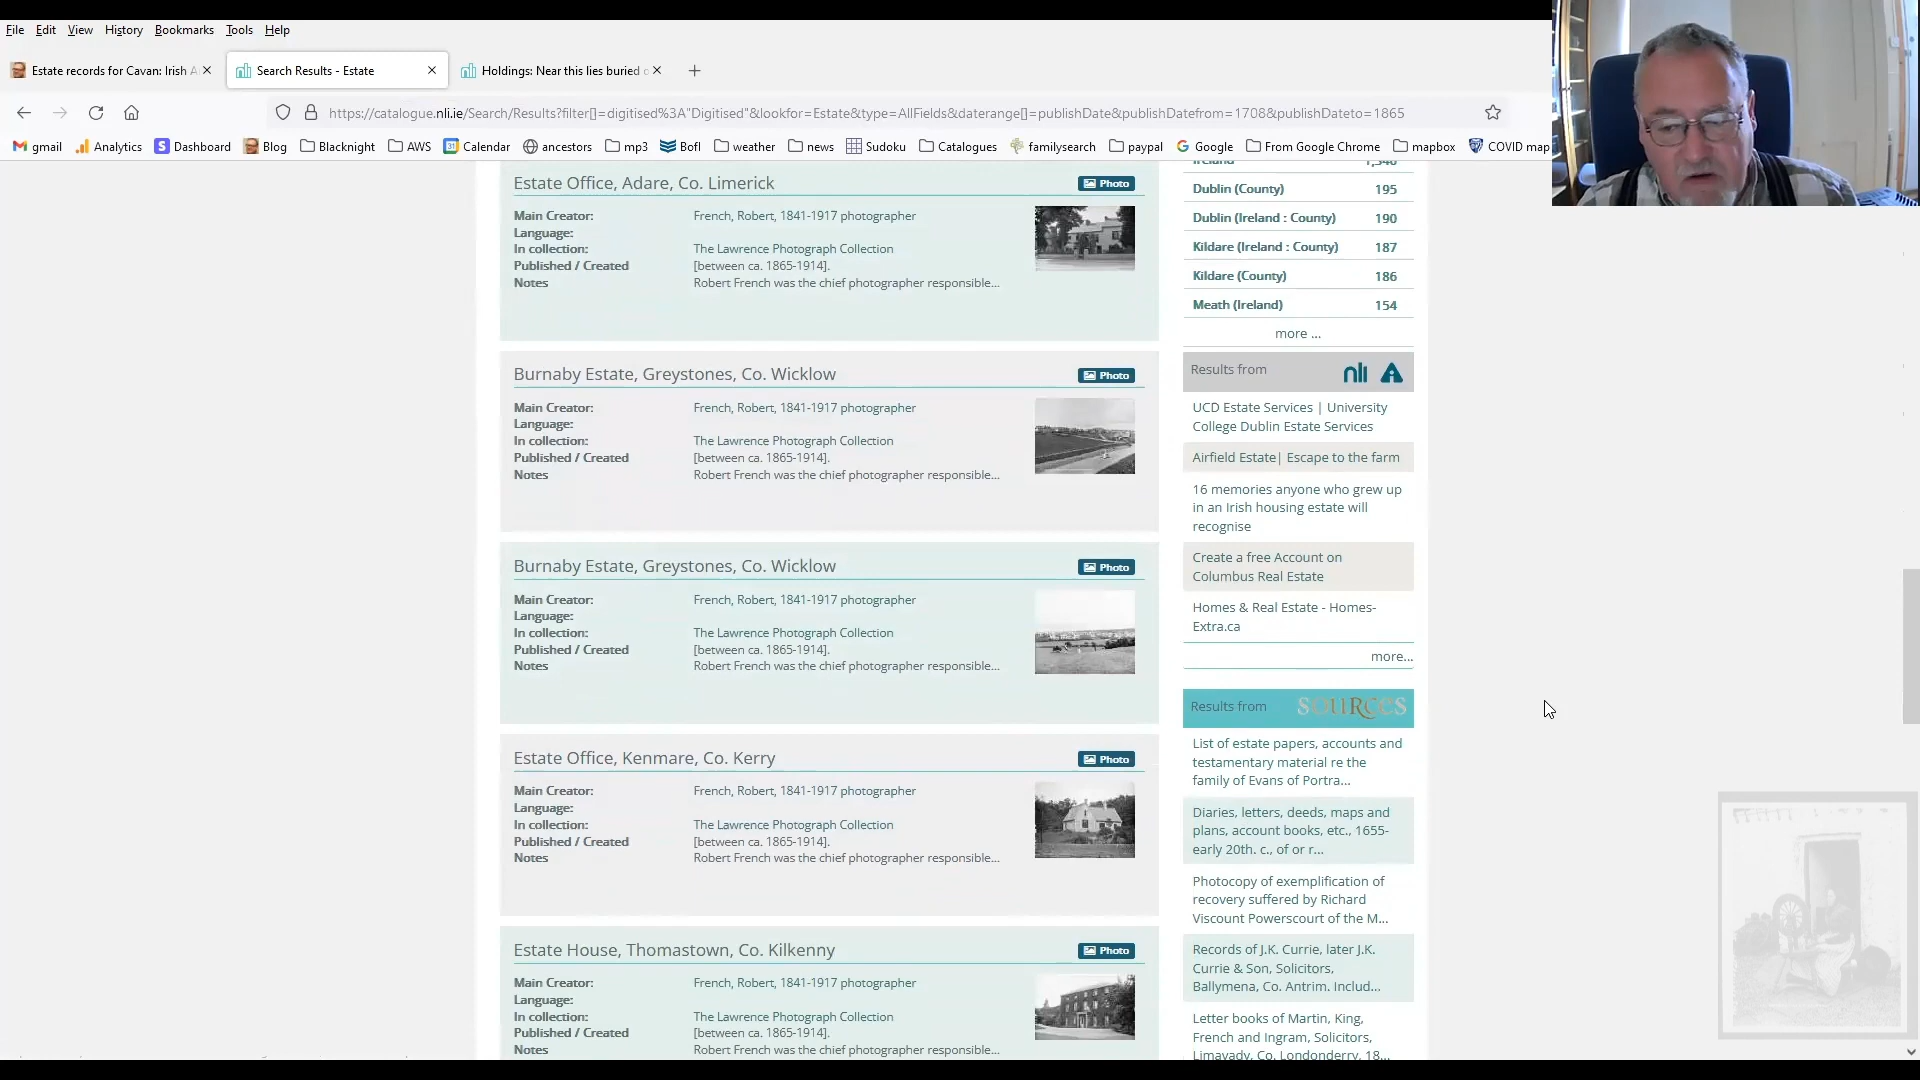 File Edit View History Bookmarks Tools Help
Estate records for Cavan: Irish A
Search Results - Estate
Holdings: Near this lies buried o
https://catalogue.nli.ie/Search/Results?filter[]=digitised%3A"Digitised"&lookfor=Estate&type=AllFields&daterange[]=publishDate&publishDatefrom=1708&publishDateto=1865
gmail Analytics Dashboard Blog Blacknight AWS Calendar ancestors mp3 BofI weather news Sudoku Catalogues familysearch paypal Google From Google Chrome mapbox COVID map
Estate Office, Adare, Co. Limerick
Photo
Main Creator: French, Robert, 1841-1917 photographer
Language:
In collection: The Lawrence Photograph Collection
Published / Created [between ca. 1865-1914].
Notes Robert French was the chief photographer responsible...
Burnaby Estate, Greystones, Co. Wicklow
Photo
Main Creator: French, Robert, 1841-1917 photographer
Language:
In collection: The Lawrence Photograph Collection
Published / Created [between ca. 1865-1914].
Notes Robert French was the chief photographer responsible...
Burnaby Estate, Greystones, Co. Wicklow
Photo
Main Creator: French, Robert, 1841-1917 photographer
Language:
In collection: The Lawrence Photograph Collection
Published / Created [between ca. 1865-1914].
Notes Robert French was the chief photographer responsible...
Estate Office, Kenmare, Co. Kerry
Photo
Main Creator: French, Robert, 1841-1917 photographer
Language:
In collection: The Lawrence Photograph Collection
Published / Created [between ca. 1865-1914].
Notes Robert French was the chief photographer responsible...
Estate House, Thomastown, Co. Kilkenny
Photo
Main Creator: French, Robert, 1841-1917 photographer
Language:
In collection: The Lawrence Photograph Collection
Published / Created [between ca. 1865-1914].
Notes Robert French was the chief photographer responsible...
Ireland
Dublin (County) 195
Dublin (Ireland : County) 190
Kildare (Ireland : County) 187
Kildare (County) 186
Meath (Ireland) 154
more ...
Results from nli
UCD Estate Services | University
College Dublin Estate Services
Airfield Estate| Escape to the farm
16 memories anyone who grew up
in an Irish housing estate will
recognise
Create a free Account on
Columbus Real Estate
Homes & Real Estate - Homes-
Extra.ca
more...
Results from SOURCES
List of estate papers, accounts and
testamentary material re the
family of Evans of Portra...
Diaries, letters, deeds, maps and
plans, account books, etc., 1655-
early 20th. c., of or r...
Photocopy of exemplification of
recovery suffered by Richard
Viscount Powerscourt of the M...
Records of J.K. Currie, later J.K.
Currie & Son, Solicitors,
Ballymena, Co. Antrim. Includ...
Letter books of Martin, King,
French and Ingram, Solicitors,
Limavady, Co. Londonderry, 18...